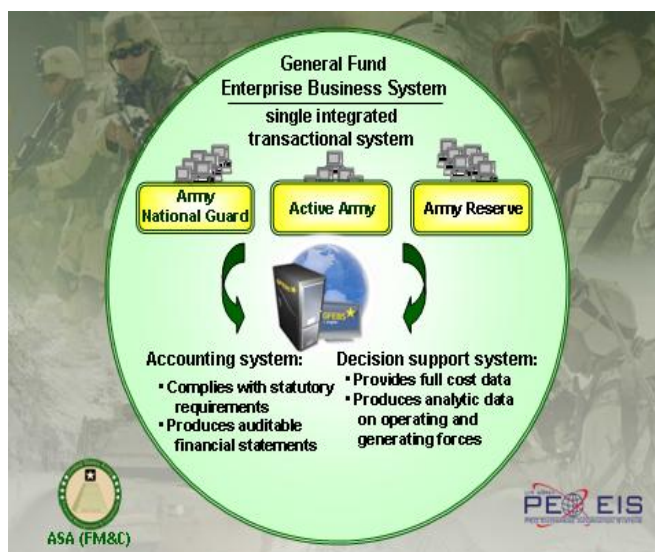 General Fund
Enterprise Business System
single integrated
transactional system
Army
National Guard
Active Army
Army Reserve
GFEBS
Accounting system:
▪ Complies with statutory
requirements
▪ Produces auditable
financial statements
Decision support system:
▪ Provides full cost data
▪ Produces analytic data
on operating and
generating forces
ASA (FM&C)
PEO EIS